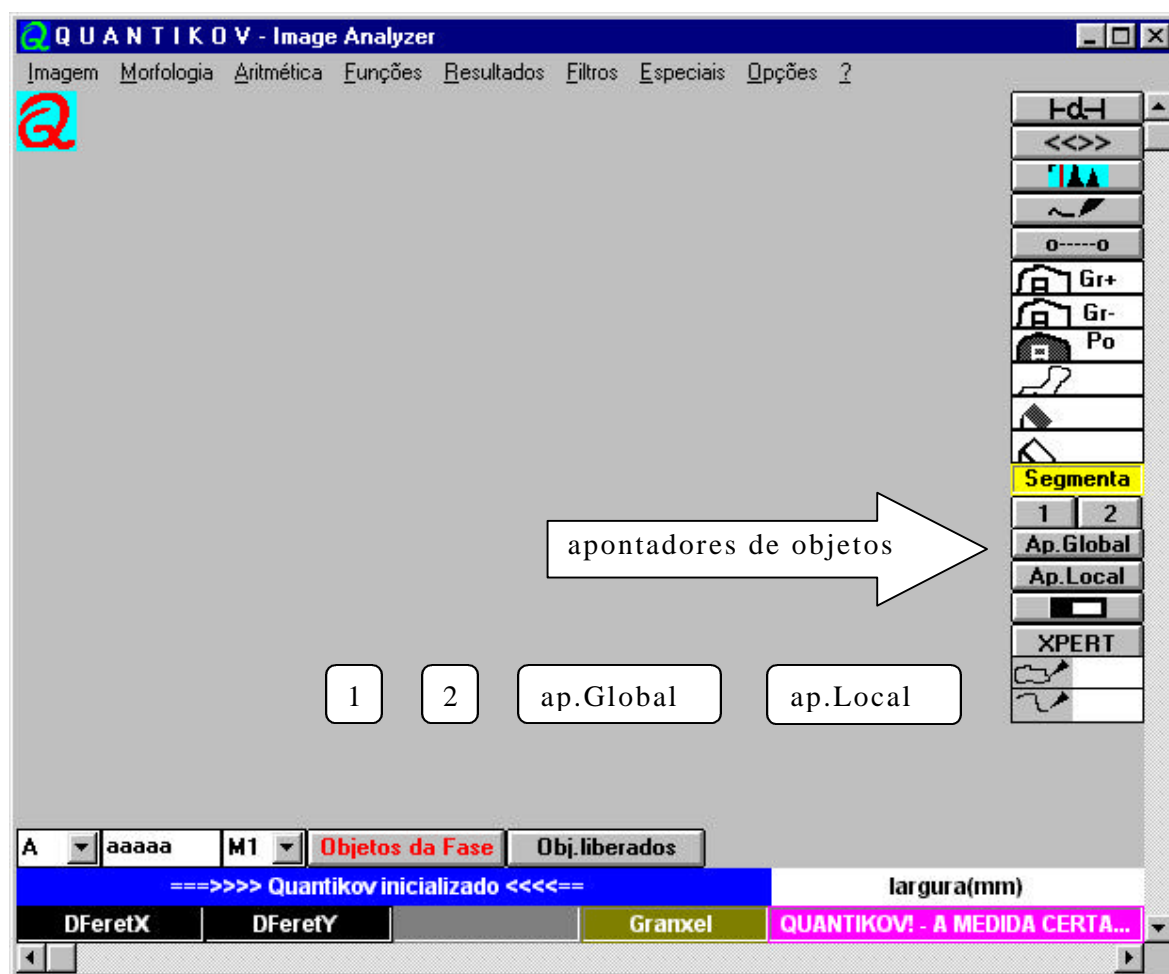 Q U A N T I K O V - Image Analyzer
Imagem Morfologia Aritmética Funções Resultados Filtros Especiais Opções ?
Q
d
<<>>
o-----o
Gr+
Gr-
Po
Segmenta
1 2
apontadores de objetos
Ap.Global
Ap.Local
XPERT
1 2 ap.Global ap.Local
A aaaaa M1 Objetos da Fase Obj.liberados
===>>>> Quantikov inicializado <<<<== largura(mm)
DFeretX DFeretY Granxel QUANTIKOV! - A MEDIDA CERTA...